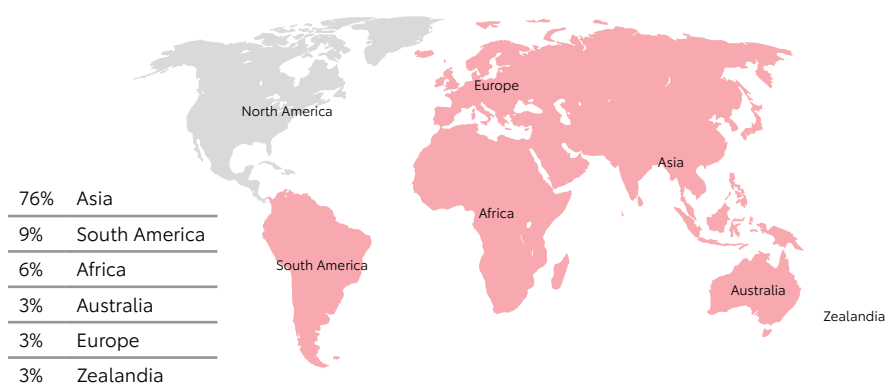 Europe
North America
Asia
76% Asia
9% South America
Africa
6% Africa
South America
Australia
3% Australia
Zealandia
3% Europe
3% Zealandia